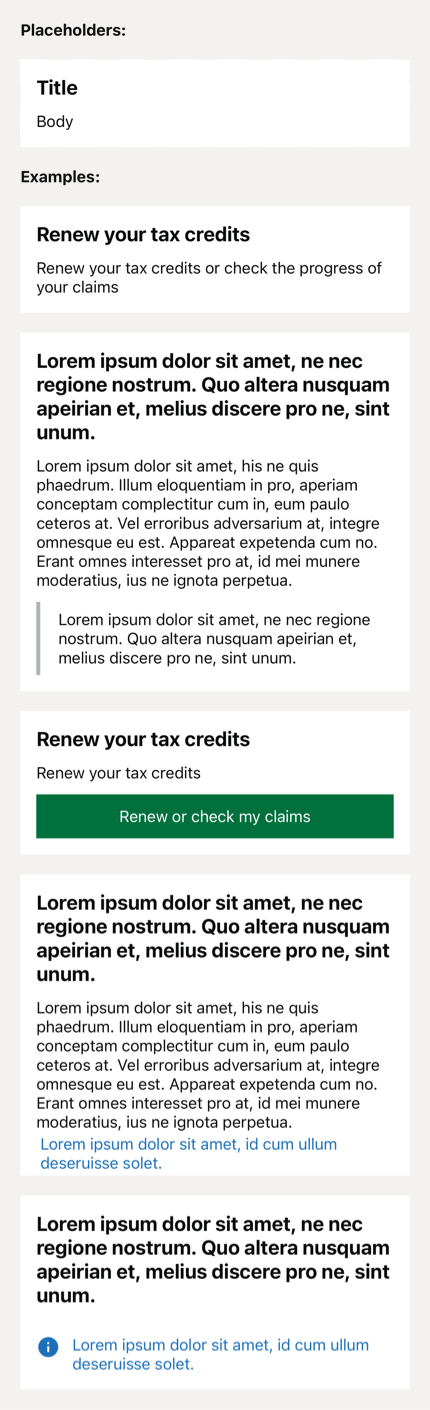 Placeholders:
Title
Body
Examples:
Renew your tax credits
Renew your tax credits or check the progress of
your claims
Lorem ipsum dolor sit amet, ne nec
regione nostrum. Quo altera nusquam
apeirian et, melius discere pro ne, sint
unum.
Lorem ipsum dolor sit amet, his ne quis
phaedrum. Illum eloquentiam in pro, aperiam
conceptam complectitur cum in, eum paulo
ceteros at. Vel erroribus adversarium at, integre
omnesque eu est. Appareat expetenda cum no.
Erant omnes interesset pro at, id mei munere
moderatius, ius ne ignota perpetua.
Lorem ipsum dolor sit amet, ne nec regione
nostrum. Quo altera nusquam apeirian et,
melius discere pro ne, sint unum.
Renew your tax credits
Renew your tax credits
Renew or check my claims
Lorem ipsum dolor sit amet, ne nec
regione nostrum. Quo altera nusquam
apeirian et, melius discere pro ne, sint
unum.
Lorem ipsum dolor sit amet, his ne quis
phaedrum. Illum eloquentiam in pro, aperiam
conceptam complectitur cum in, eum paulo
ceteros at. Vel erroribus adversarium at, integre
omnesque eu est. Appareat expetenda cum no.
Erant omnes interesset pro at, id mei munere
moderatius, ius ne ignota perpetua.
Lorem ipsum dolor sit amet, id cum ullum
deseruisse solet.
Lorem ipsum dolor sit amet, ne nec
regione nostrum. Quo altera nusquam
apeirian et, melius discere pro ne, sint
unum.
Lorem ipsum dolor sit amet, id cum ullum
deseruisse solet.